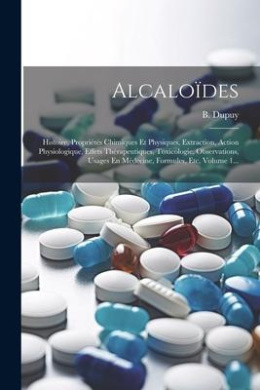 ALCALOÏDES
Histoire, Propriétés Chimiques Et Physiques, Extraction, Action
Physiologique, Effets Thérapeutiques, Toxicologie, Observations,
Usages En Médecine, Formules, Etc, Volume 1...
B. Dupuy